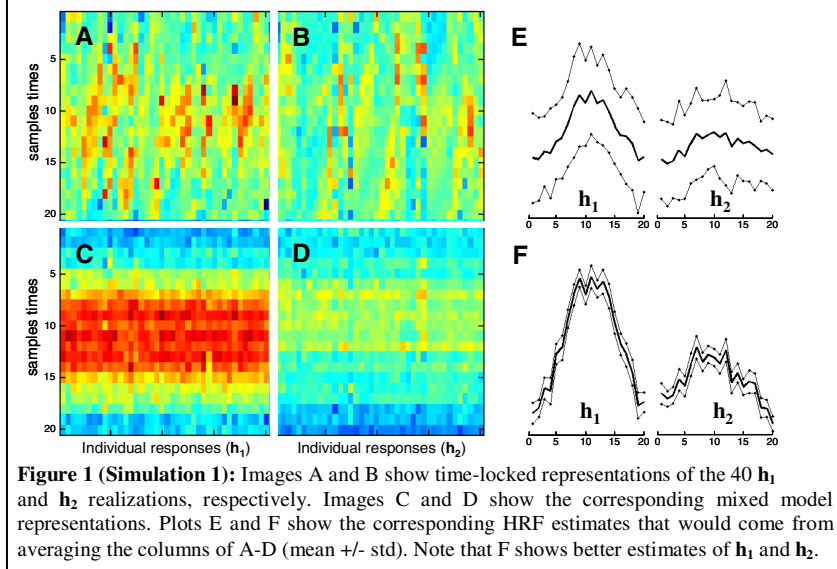 A
B
E
samples times
5
10
15
20
h1
h2
0 5 10 15 20
0 5 10 15 20
C
D
F
samples times
5
10
15
20
h1
h2
0 5 10 15 20
0 5 10 15 20
Individual responses (h1)
Individual responses (h2)
Figure 1 (Simulation 1): Images A and B show time-locked representations of the 40 h1
and h2 realizations, respectively. Images C and D show the corresponding mixed model
representations. Plots E and F show the corresponding HRF estimates that would come from
averaging the columns of A-D (mean +/- std). Note that F shows better estimates of h1 and h2.